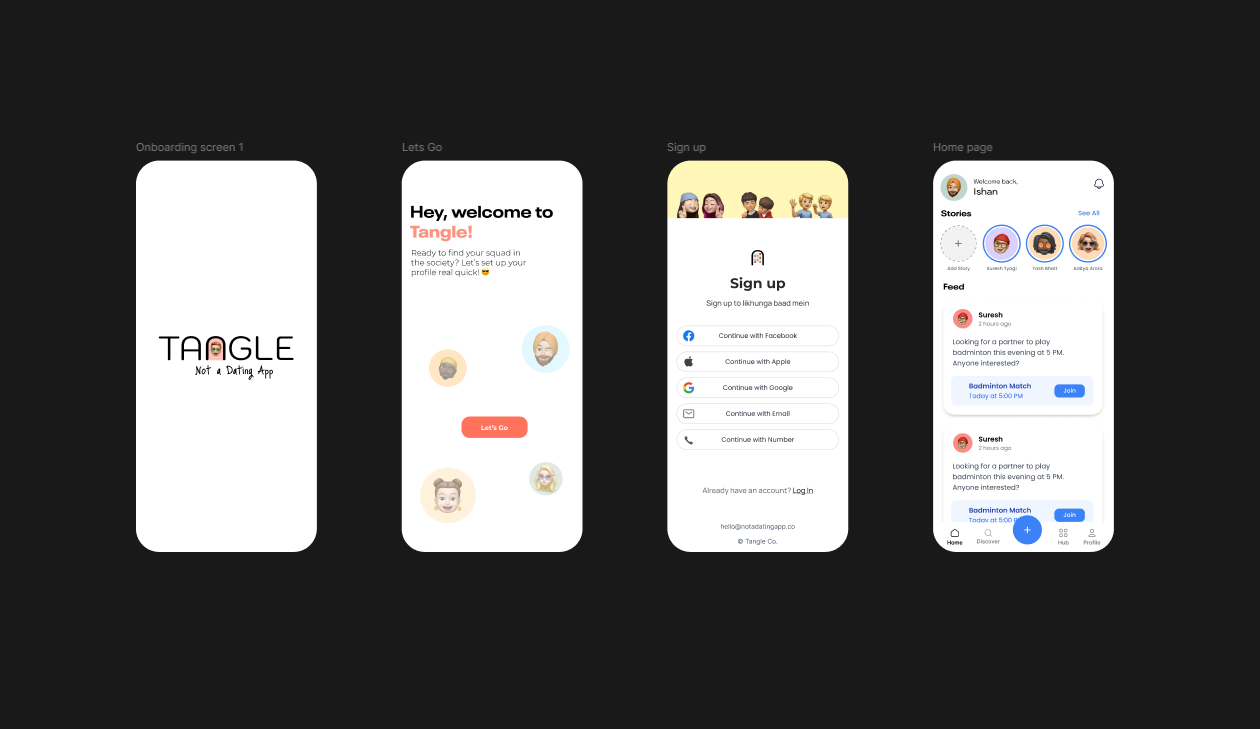 Onboarding screen 1
TANGLE
Not a Dating App
Lets Go
Hey, welcome to
Tangle!
Ready to find your squad in
the society? Let's set up your
profile real quick! 😎
Let's Go
Sign up
Sign up
Sign up to likhunga baad mein
Continue with Facebook
Continue with Apple
Continue with Google
Continue with Email
Continue with Number
Already have an account? Log In
hello@notadatingapp.co
© Tangle Co.
Home page
Welcome back,
Ishan
Stories
See All
Add Story
Suresh Tyagi
Yash Bhatt
Aditya Arora
Feed
Suresh
2 hours ago
Looking for a partner to play
badminton this evening at 5 PM.
Anyone interested?
Badminton Match
Today at 5:00 PM
Join
Suresh
2 hours ago
Looking for a partner to play
badminton this evening at 5 PM.
Anyone interested?
Badminton Match
Today at 5:00 PM
Join
Home
Discover
Hub
Profile